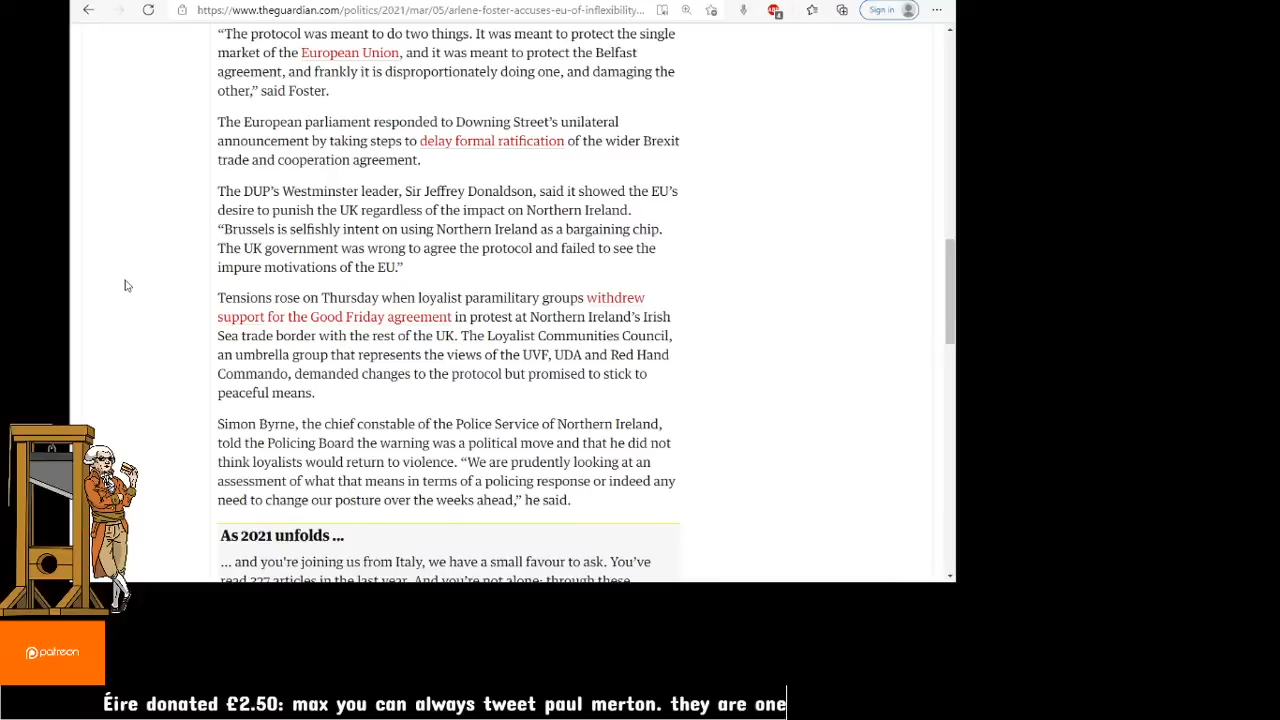 https://www.theguardian.com/politics/2021/mar/05/arlene-foster-accuses-eu-of-inflexibility...
Sign in
“The protocol was meant to do two things. It was meant to protect the single
market of the European Union, and it was meant to protect the Belfast
agreement, and frankly it is disproportionately doing one, and damaging the
other,” said Foster.
The European parliament responded to Downing Street’s unilateral
announcement by taking steps to delay formal ratification of the wider Brexit
trade and cooperation agreement.
The DUP’s Westminster leader, Sir Jeffrey Donaldson, said it showed the EU’s
desire to punish the UK regardless of the impact on Northern Ireland.
“Brussels is selfishly intent on using Northern Ireland as a bargaining chip.
The UK government was wrong to agree the protocol and failed to see the
impure motivations of the EU.”
Tensions rose on Thursday when loyalist paramilitary groups withdrew
support for the Good Friday agreement in protest at Northern Ireland’s Irish
Sea trade border with the rest of the UK. The Loyalist Communities Council,
an umbrella group that represents the views of the UVF, UDA and Red Hand
Commando, demanded changes to the protocol but promised to stick to
peaceful means.
Simon Byrne, the chief constable of the Police Service of Northern Ireland,
told the Policing Board the warning was a political move and that he did not
think loyalists would return to violence. “We are prudently looking at an
assessment of what that means in terms of a policing response or indeed any
need to change our posture over the weeks ahead,” he said.
As 2021 unfolds ...
... and you're joining us from Italy, we have a small favour to ask. You've
read 327 articles in the last year. And you're not alone; through these
patreon
Éire donated £2.50: max you can always tweet paul merton. they are one